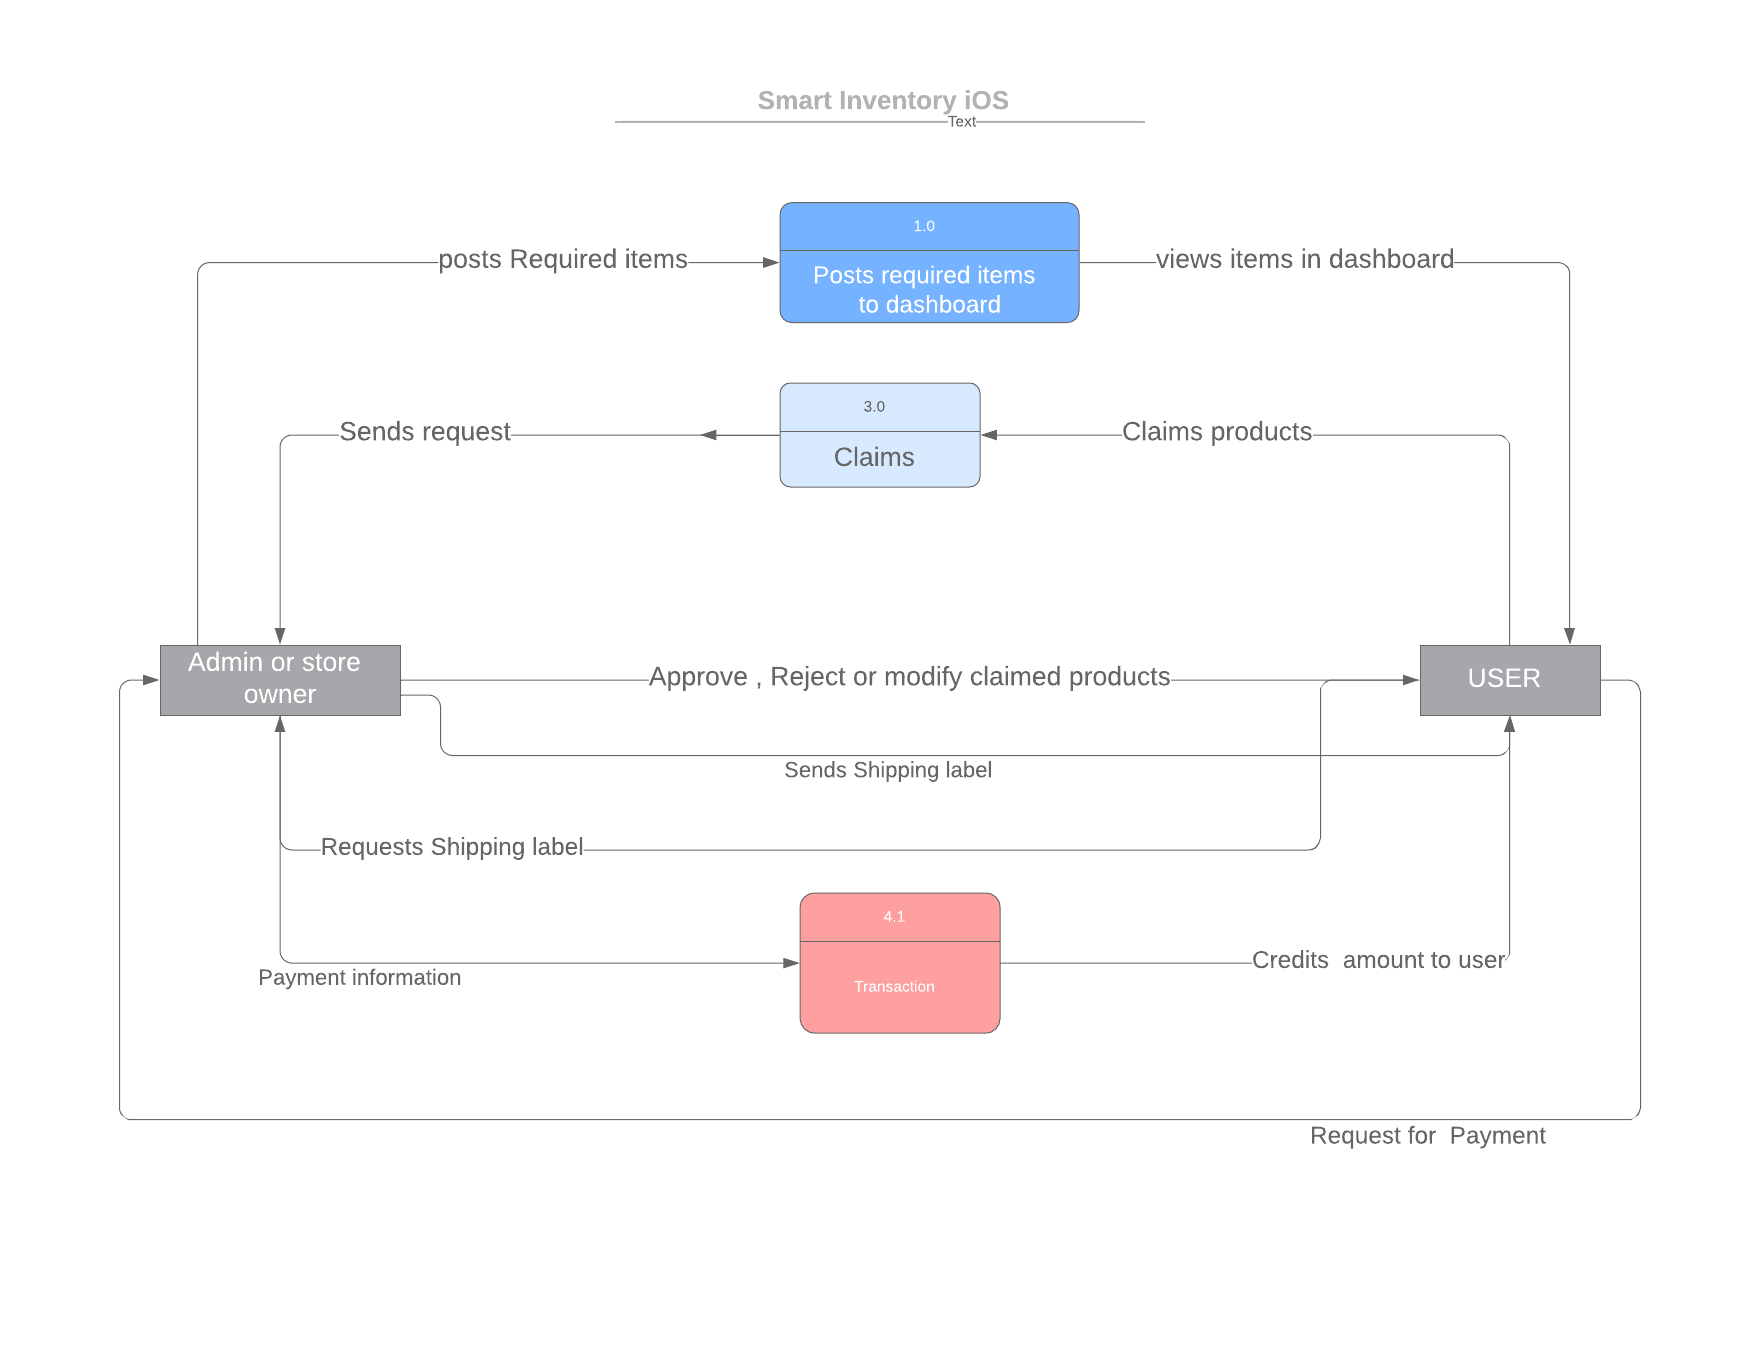 Smart Inventory iOS
Text
1.0
posts Required items
views items in dashboard
Posts required items
to dashboard
3.0
Sends request
Claims products
Claims
Admin or store
owner
Approve , Reject or modify claimed products
USER
Sends Shipping label
Requests Shipping label
4.1
Credits  amount to user
Payment information
Transaction
Request for  Payment